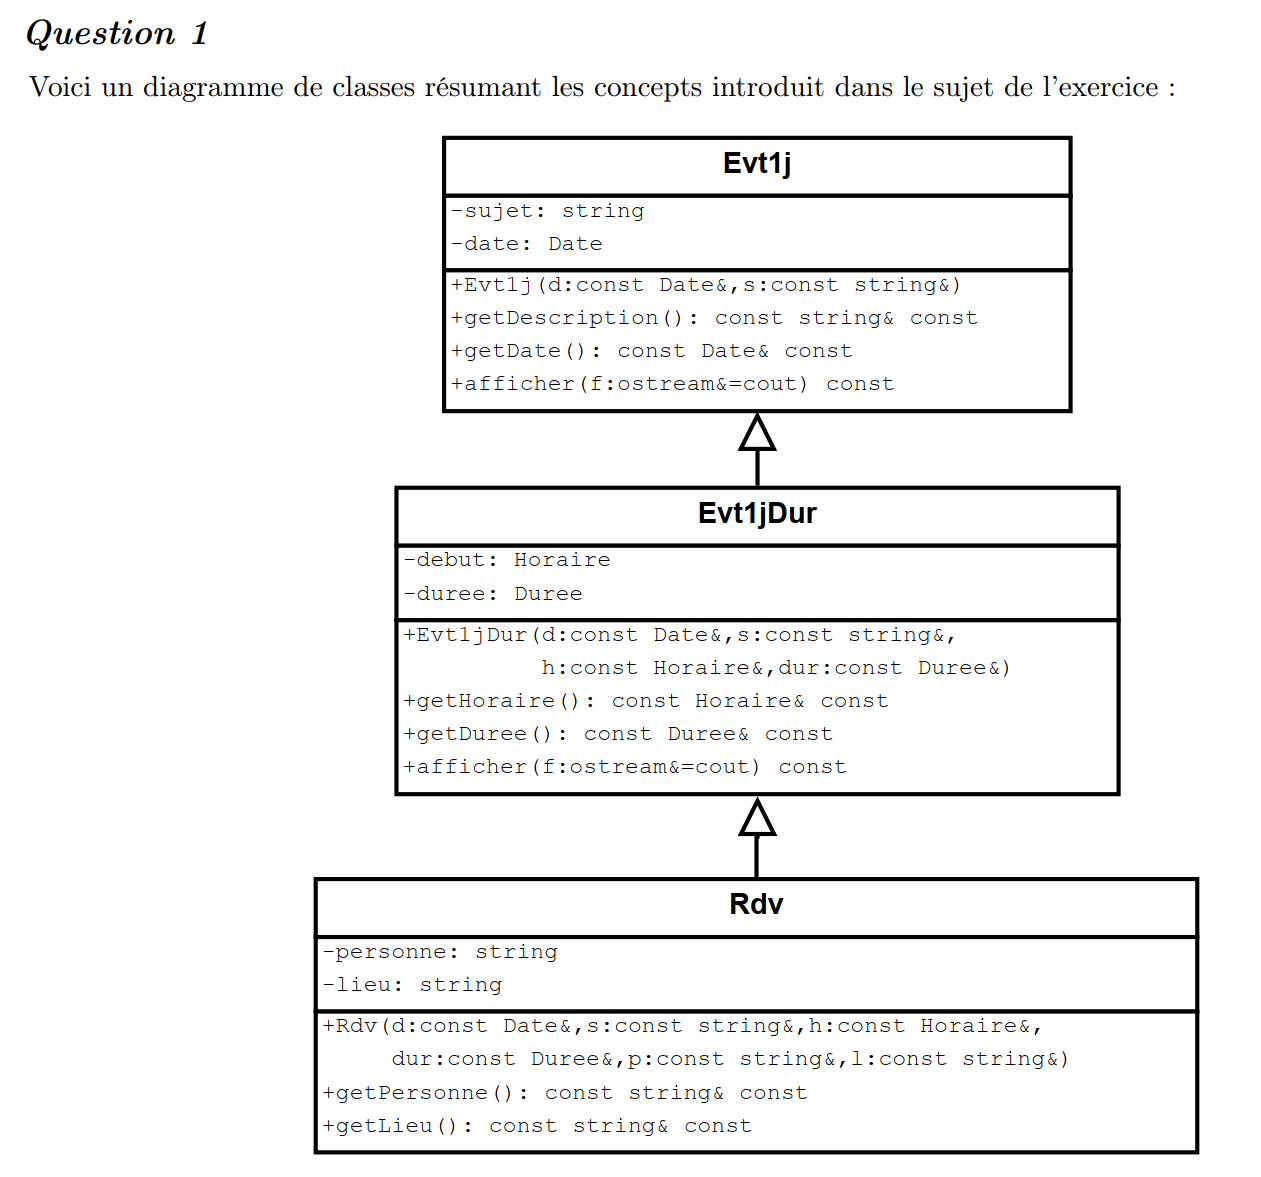 Question 1
Voici un diagramme de classes résumant les concepts introduit dans le sujet de l'exercice :
Evt1j
-sujet: string
-date: Date
+Evt1j(d:const Date&,s:const string&)
+getDescription(): const string& const
+getDate(): const Date& const
+afficher(f:ostream&=cout) const
Evt1jDur
-debut: Horaire
-duree: Duree
+Evt1jDur(d:const Date&,s:const string&,
h:const Horaire&,dur:const Duree&)
+getHoraire(): const Horaire& const
+getDuree(): const Duree& const
+afficher(f:ostream&=cout) const
Rdv
-personne: string
-lieu: string
+Rdv(d:const Date&,s:const string&,h:const Horaire&,
dur:const Duree&,p:const string&,l:const string&)
+getPersonne(): const string& const
+getLieu(): const string& const